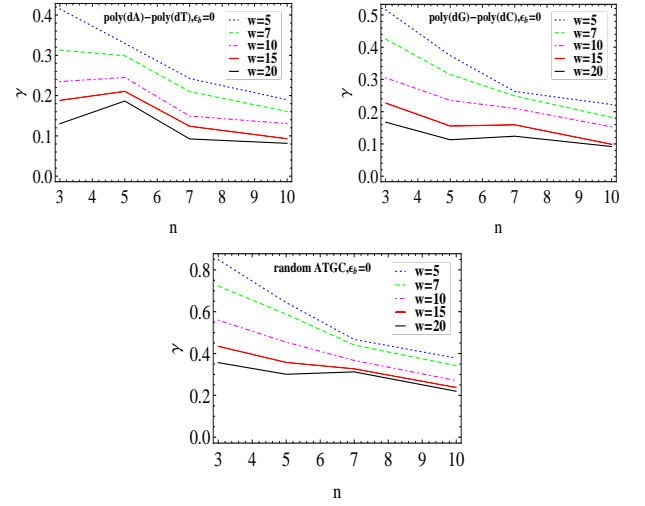 poly(dA)−poly(dT),ϵb=0
w=5
w=7
w=10
w=15
w=20
γ
0.4
0.3
0.2
0.1
0.0
3 4 5 6 7 8 9 10
n
poly(dG)−poly(dC),ϵb=0
w=5
w=7
w=10
w=15
w=20
γ
0.5
0.4
0.3
0.2
0.1
0.0
3 4 5 6 7 8 9 10
n
random ATGC,ϵb=0
w=5
w=7
w=10
w=15
w=20
γ
0.8
0.6
0.4
0.2
0.0
3 4 5 6 7 8 9 10
n